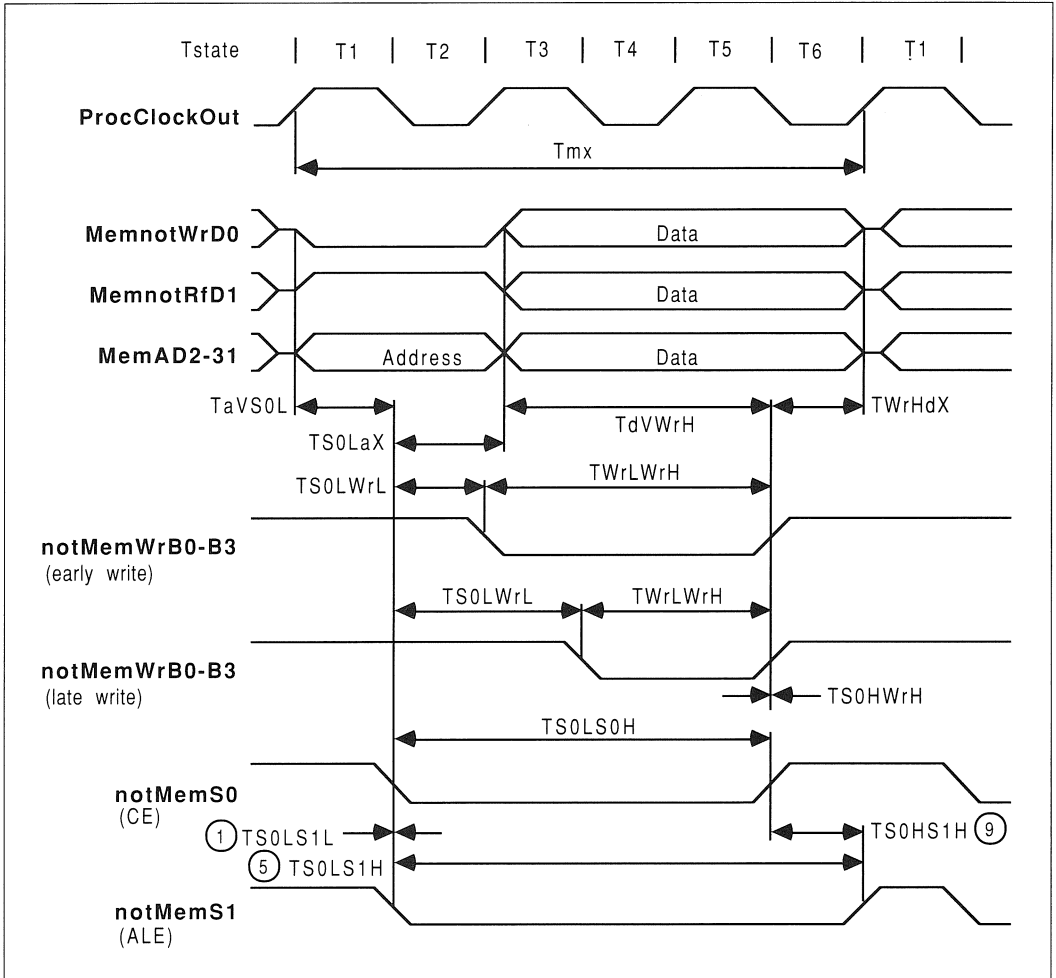 Tstate | T1 | T2 | T3 | T4 | T5 | T6 | T1 |
ProcClockOut
Tmx
MemnotWrD0
Data
MemnotRfD1
Data
MemAD2-31
Address
Data
TaVS0L
TdVWrH
TWrHdX
TS0LaX
TS0LWrL
TWrLWrH
notMemWrB0-B3
(early write)
TS0LWrL
TWrLWrH
notMemWrB0-B3
(late write)
TS0HWrH
TS0LS0H
notMemS0
(CE)
1 TS0LS1L
TS0HS1H 9
5 TS0LS1H
notMemS1
(ALE)